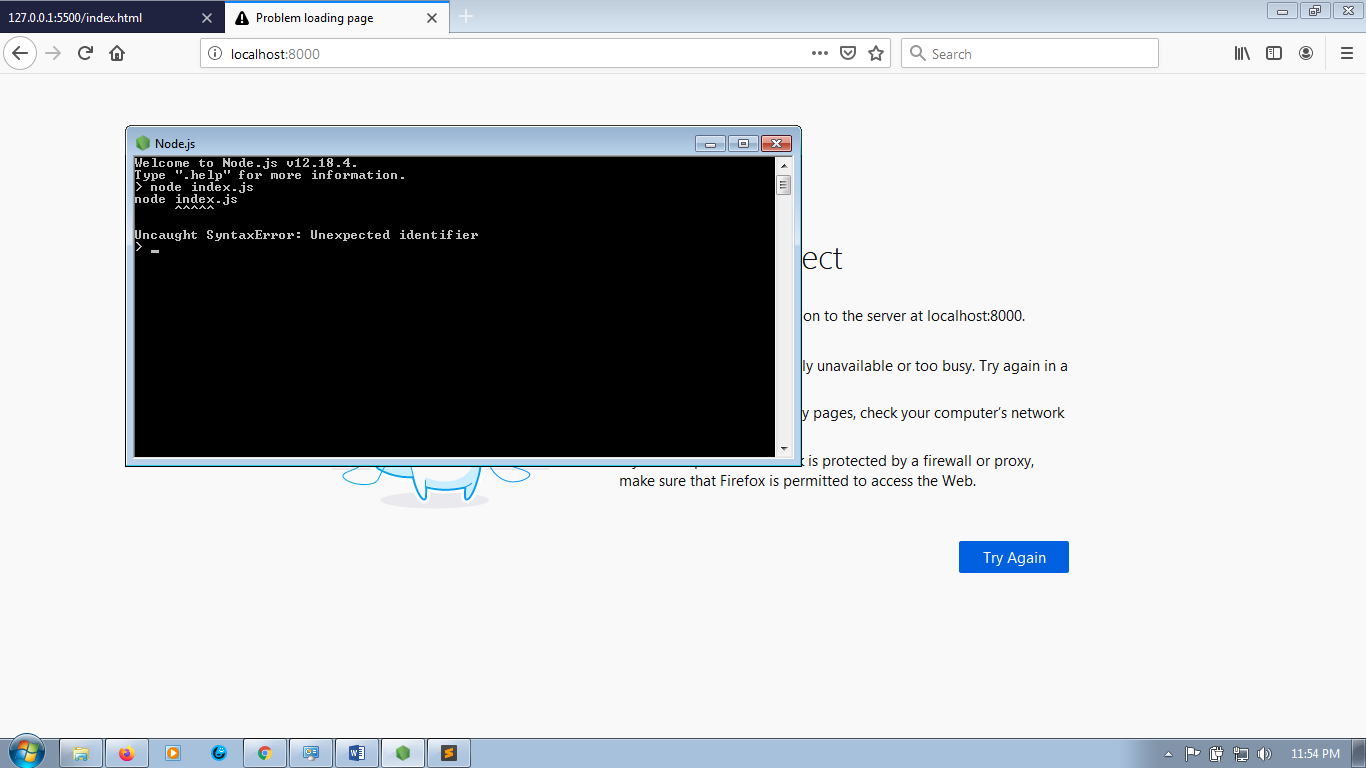 127.0.0.1:5500/index.html
Problem loading page
localhost:8000
Search
Node.js
Welcome to Node.js v12.18.4.
Type ".help" for more information.
> node index.js
node index.js
^^^^^
Uncaught SyntaxError: Unexpected identifier
>
ect
on to the server at localhost:8000.
ly unavailable or too busy. Try again in a
y pages, check your computer’s network
is protected by a firewall or proxy,
make sure that Firefox is permitted to access the Web.
Try Again
11:54 PM